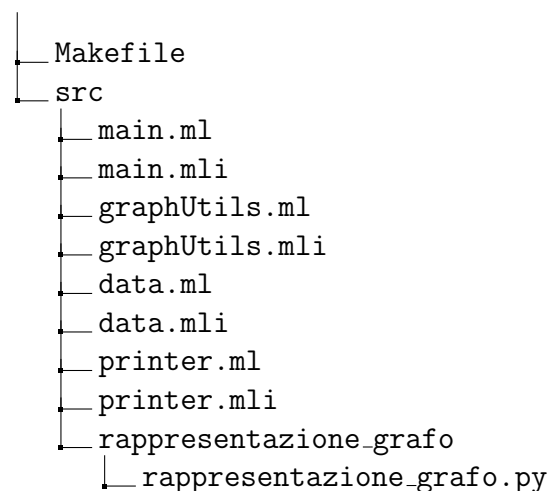 Makefile
src
main.ml
main.mli
graphUtils.ml
graphUtils.mli
data.ml
data.mli
printer.ml
printer.mli
rappresentazione_grafo
rappresentazione_grafo.py